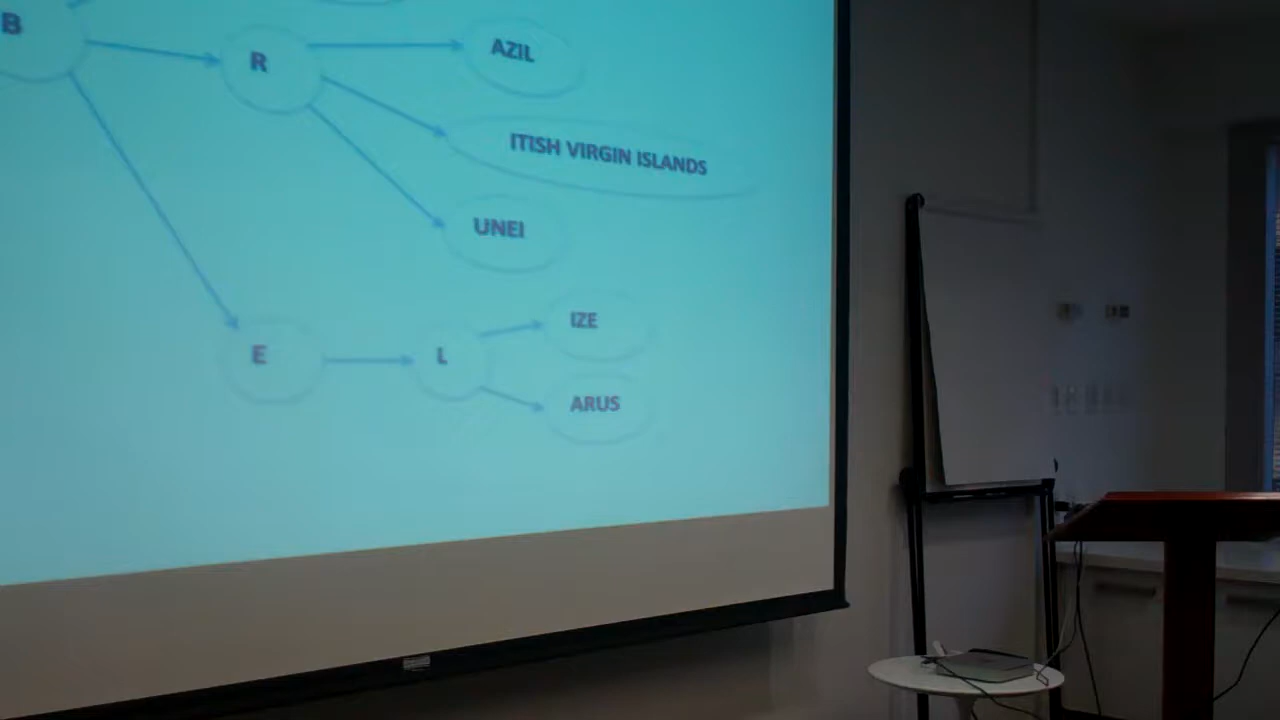 B
R
AZIL
ITISH VIRGIN ISLANDS
UNEI
E
L
IZE
ARUS